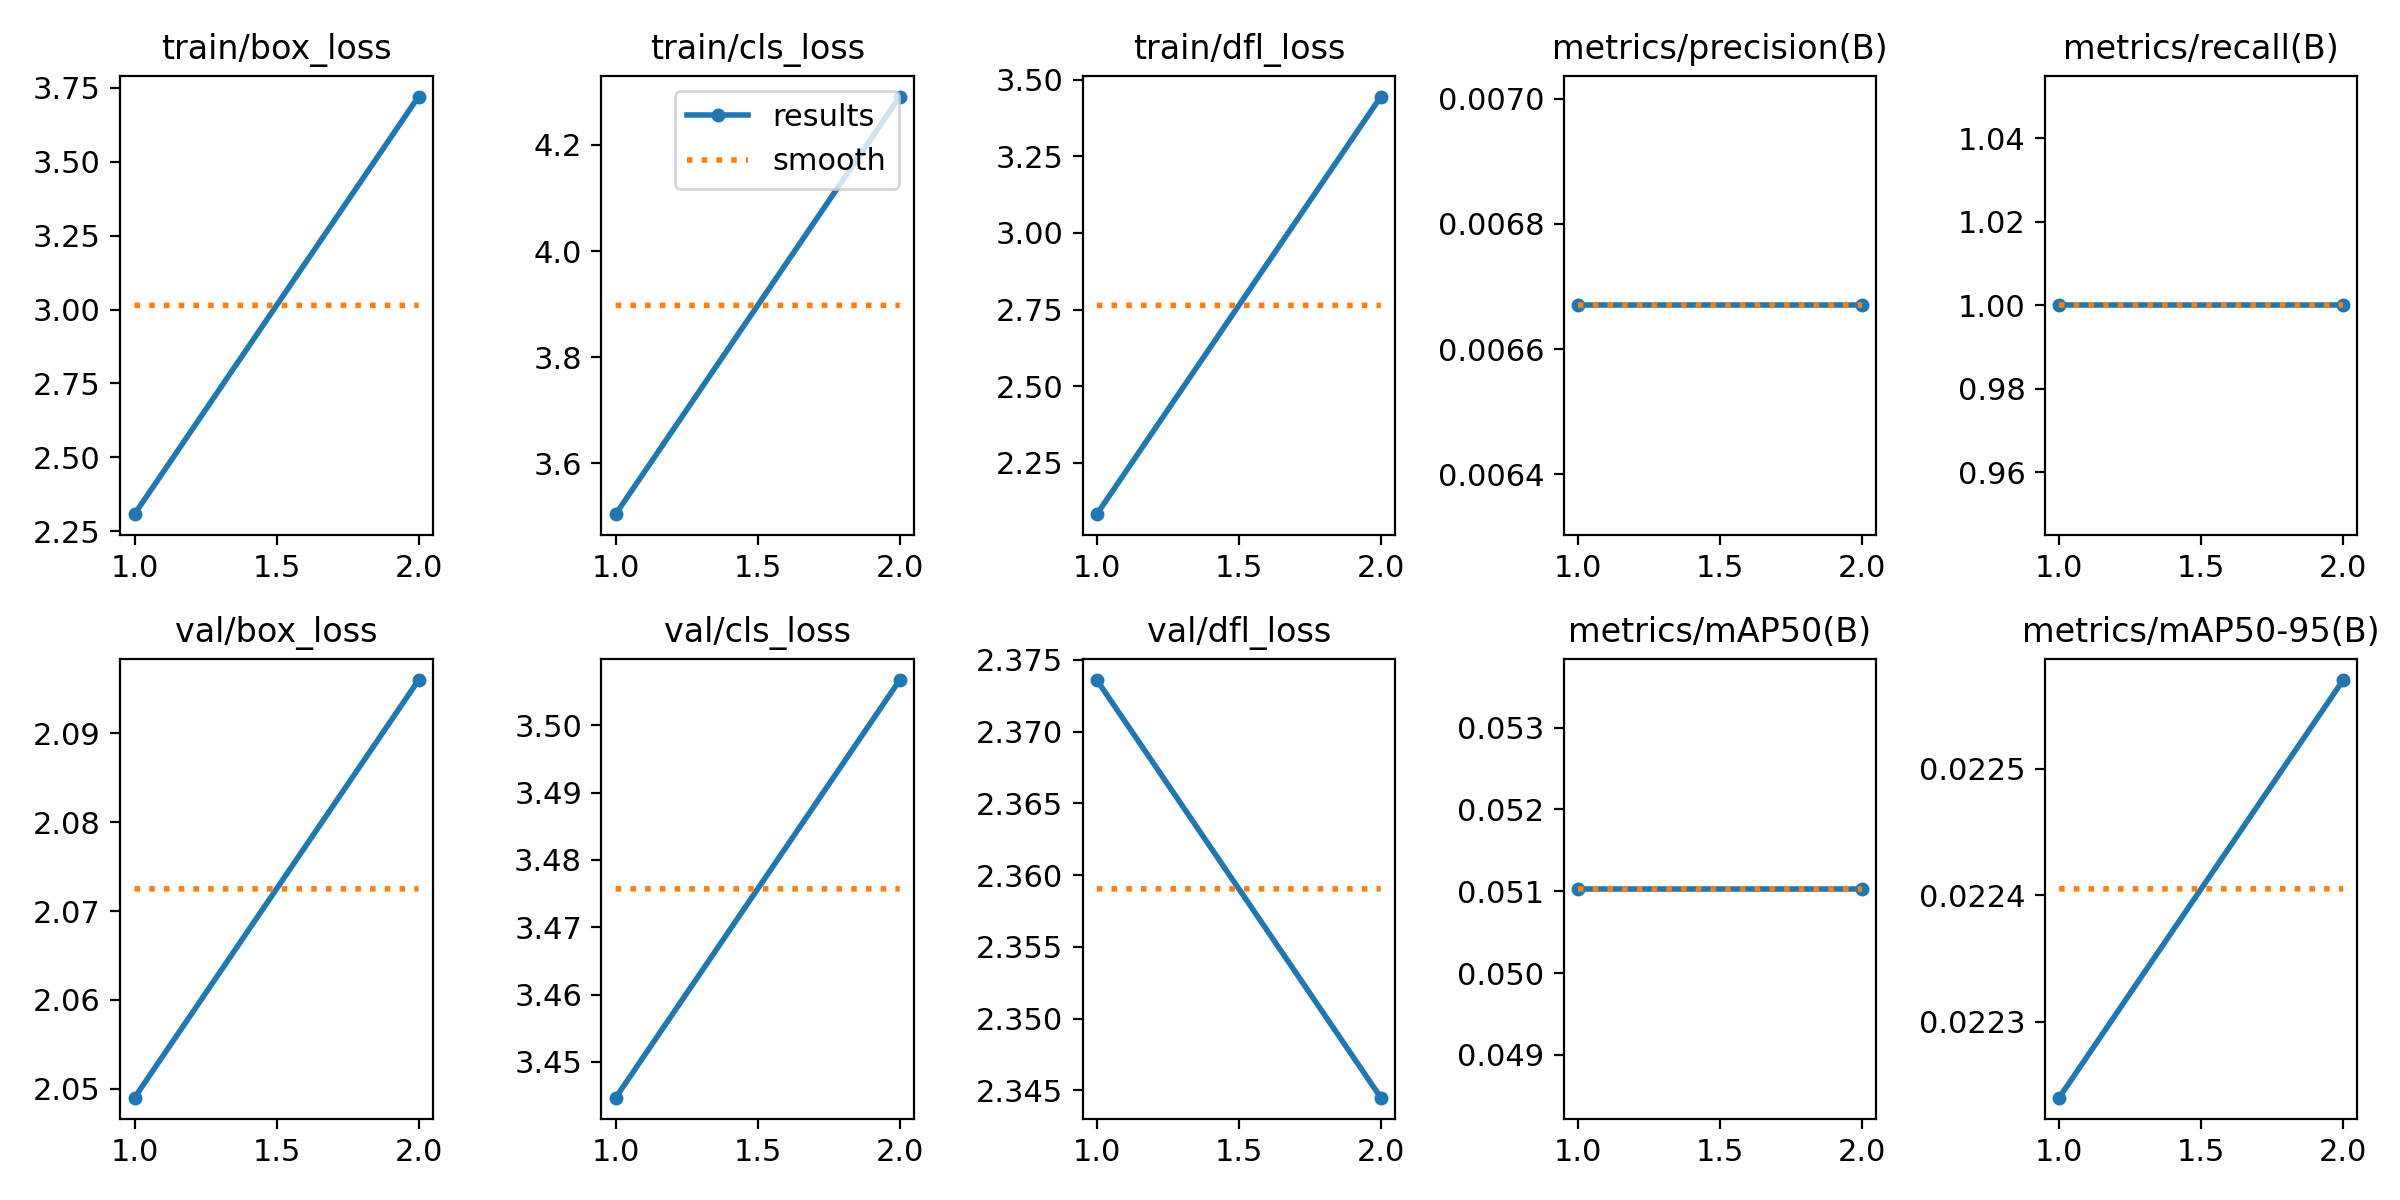 train/box_loss
3.75
3.50
3.25
3.00
2.75
2.50
2.25
1.0 1.5 2.0
train/cls_loss
results
smooth
4.2
4.0
3.8
3.6
1.0 1.5 2.0
train/dfl_loss
3.50
3.25
3.00
2.75
2.50
2.25
1.0 1.5 2.0
metrics/precision(B)
0.0070
0.0068
0.0066
0.0064
1.0 1.5 2.0
metrics/recall(B)
1.04
1.02
1.00
0.98
0.96
1.0 1.5 2.0
val/box_loss
2.09
2.08
2.07
2.06
2.05
1.0 1.5 2.0
val/cls_loss
3.50
3.49
3.48
3.47
3.46
3.45
1.0 1.5 2.0
val/dfl_loss
2.375
2.370
2.365
2.360
2.355
2.350
2.345
1.0 1.5 2.0
metrics/mAP50(B)
0.053
0.052
0.051
0.050
0.049
1.0 1.5 2.0
metrics/mAP50-95(B)
0.0225
0.0224
0.0223
1.0 1.5 2.0